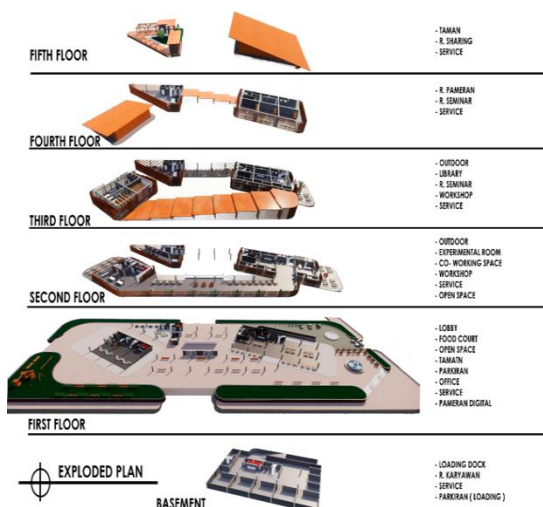 FIFTH FLOOR
- TAMAN
- R. SHARING
- SERVICE
FOURTH FLOOR
- R. PAMERAN
- R. SEMINAR
- SERVICE
THIRD FLOOR
- OUTDOOR
- LIBRARY
- R. SEMINAR
- WORKSHOP
- SERVICE
SECOND FLOOR
- OUTDOOR
- EXPERIMENTAL ROOM
- CO- WORKING SPACE
- WORKSHOP
- SERVICE
- OPEN SPACE
FIRST FLOOR
- LOBBY
- FOOD COURT
- OPEN SPACE
- TAMATN
- PARKIRAN
- OFFICE
- SERVICE
- PAMERAN DIGITAL
EXPLODED PLAN
BASEMENT
- LOADING DOCK
- R. KARYAWAN
- SERVICE
- PARKIRAN ( LOADING )